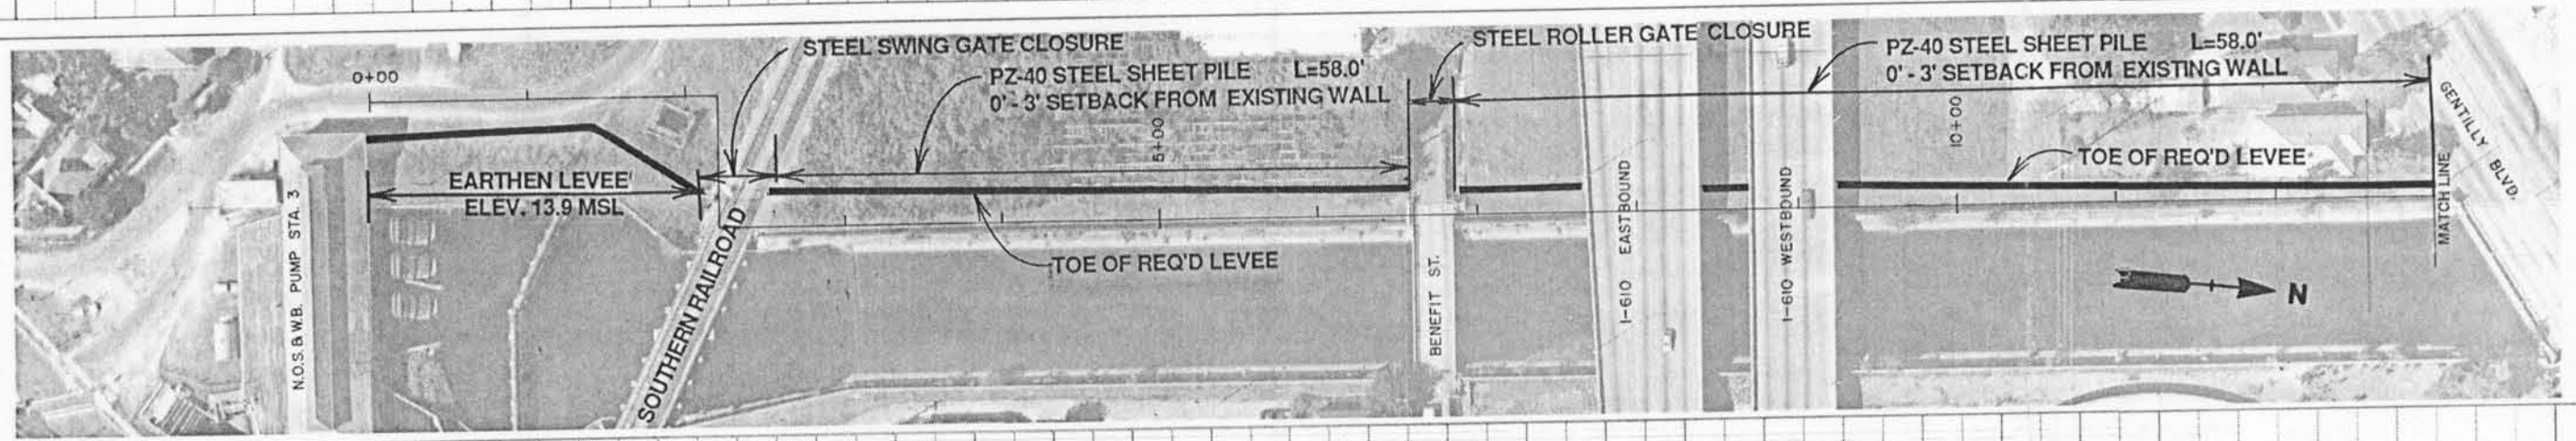 STEEL SWING GATE CLOSURE
STEEL ROLLER GATE CLOSURE
0+00
PZ-40 STEEL SHEET PILE L=58.0'
0'-3' SETBACK FROM EXISTING WALL
PZ-40 STEEL SHEET PILE L=58.0'
0'-3' SETBACK FROM EXISTING WALL
5+00
10+00
GENTILLY BLVD.
EARTHEN LEVEE
ELEV. 13.9 MSL
TOE OF REQ'D LEVEE
TOE OF REQ'D LEVEE
N.O.S. & W.B. PUMP STA. 3
SOUTHERN RAILROAD
BENEFIT ST.
I-610 EASTBOUND
I-610 WESTBOUND
MATCH LINE
N